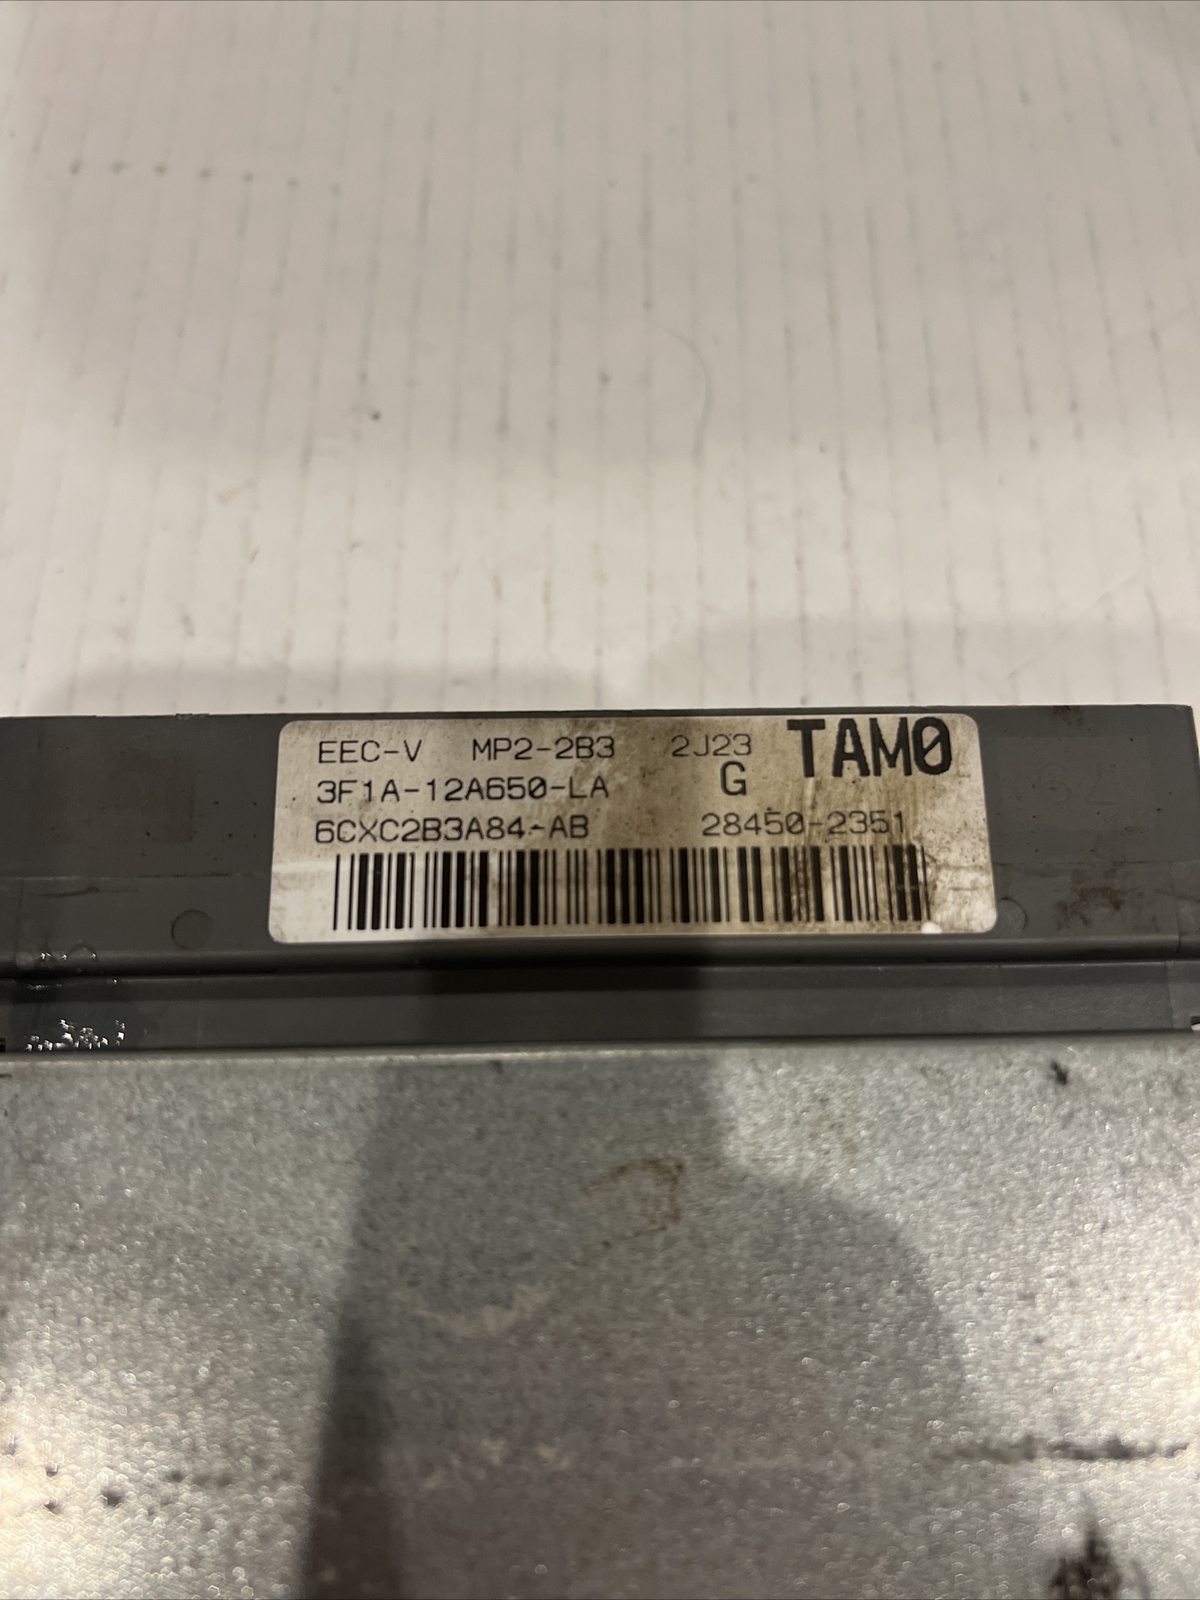 EEC-V MP2-2B3 2J23 TAM0
3F1A-12A650-LA G
6CXC2B3A84-AB 28450-2351